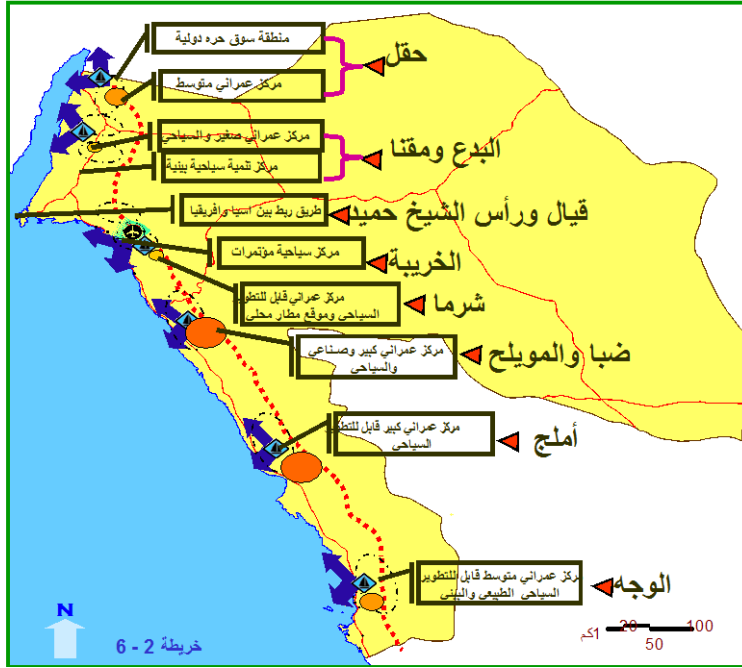 منطقة سوق حره دولية
حقل
مركز عمراني متوسط
مركز عمراني صغير والسياحي
البدع ومقنا
مركز تنمية سياحية بيئية
طريق ربط بين اسيا وافريقيا
قيال ورأس الشيخ حميد
مركز سياحية مؤتمرات
الخريبة
مركز عمراني قابل للتطوير
السياحي وموقع مطار محلي
شرما
مركز عمراني كبير وصناعي
والسياحي
ضبا والمويلح
مركز عمراني كبير قابل للتطوير
السياحي
أملج
مركز عمراني متوسط قابل للتطوير
السياحي الطبيعي والبيئي
الوجه
N
خريطة 2 - 6
1كم 20 100
50